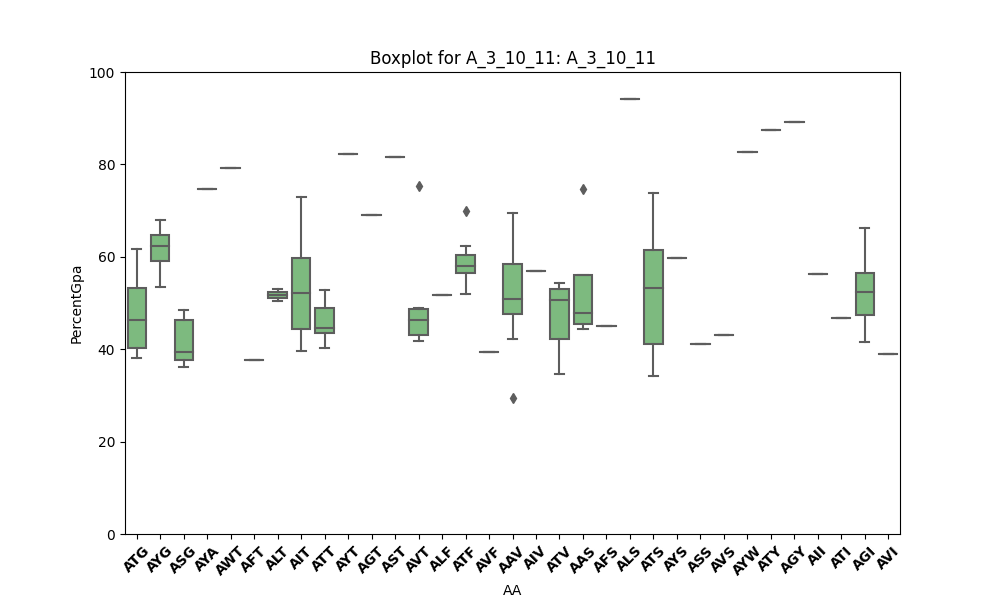 Boxplot for A_3_10_11: A_3_10_11
100
80
60
40
20
0
PercentGpa
ATG AYG ASG AYA AWT AFT ALT AIT ATT AYT AGT AST AVT ALF ATF AVF AAV AIV ATV AAS AFS ALS ATS AYS ASS AVS AYW ATY AGY AII ATI AGI AVI
AA